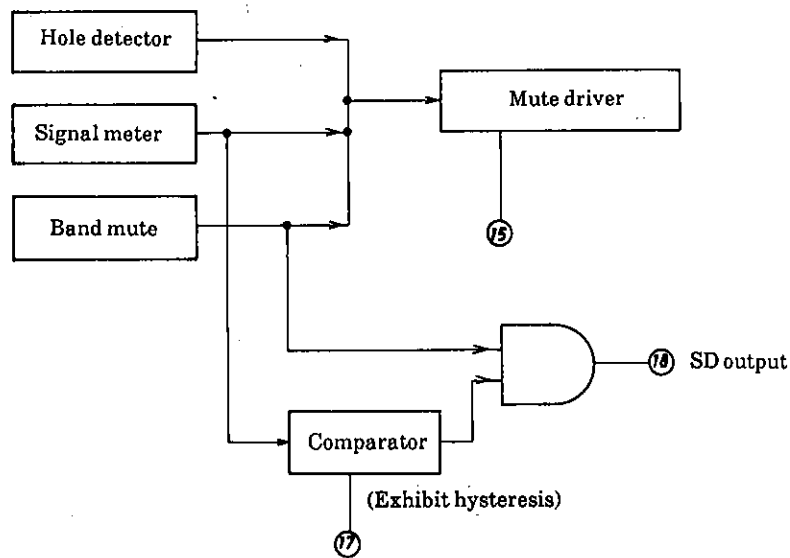 Hole detector
Signal meter
Mute driver
Band mute
15
18 SD output
Comparator
(Exhibit hysteresis)
17